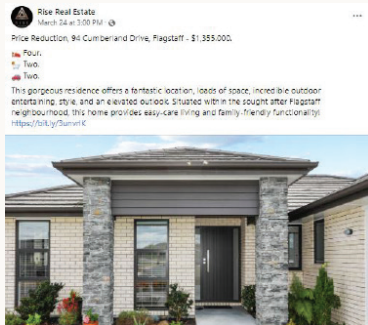 Rise Real Estate
March 24 at 3:00 PM ·
Price Reduction, 94 Cumberland Drive, Flagstaff - $1,355,000.
Four.
Two.
Two.
This gorgeous residence offers a fantastic location, loads of space, incredible outdoor
entertaining, style, and an elevated outlook. Situated within the sought after Flagstaff
neighbourhood, this home provides easy-care living and family-friendly functionality!